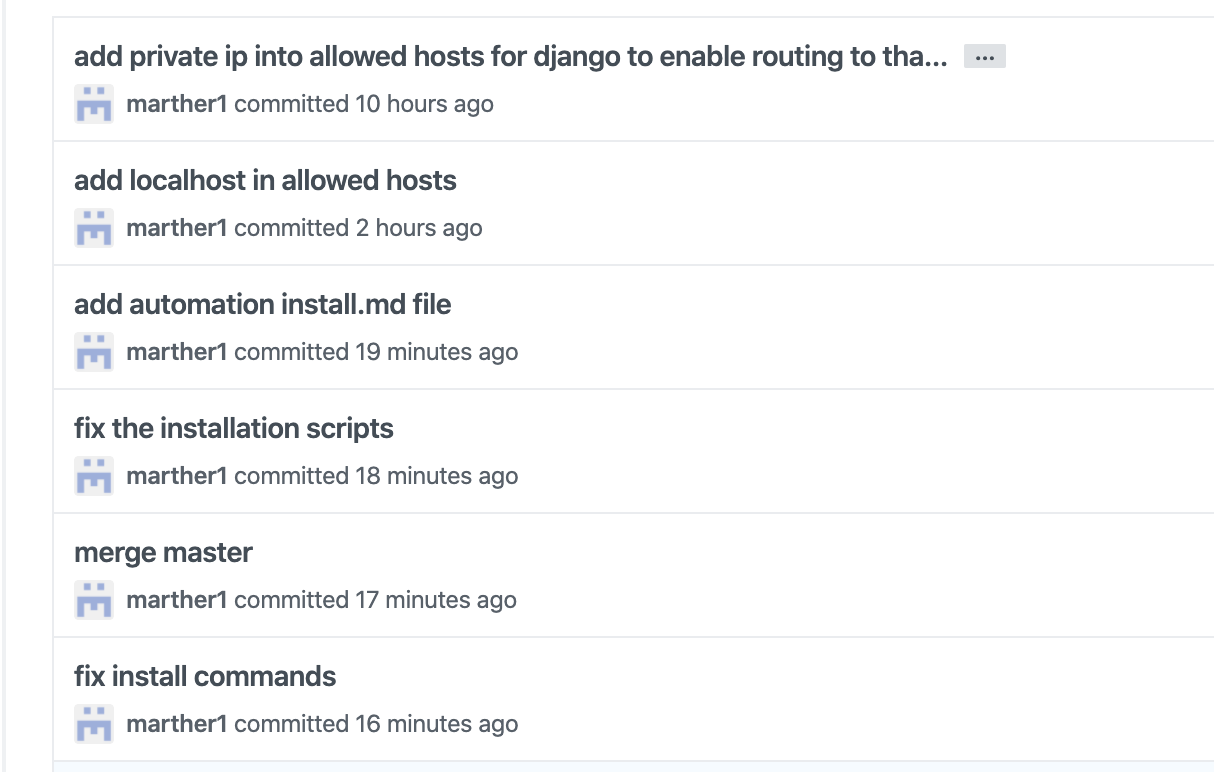 add private ip into allowed hosts for django to enable routing to tha... ...
marther1 committed 10 hours ago
add localhost in allowed hosts
marther1 committed 2 hours ago
add automation install.md file
marther1 committed 19 minutes ago
fix the installation scripts
marther1 committed 18 minutes ago
merge master
marther1 committed 17 minutes ago
fix install commands
marther1 committed 16 minutes ago